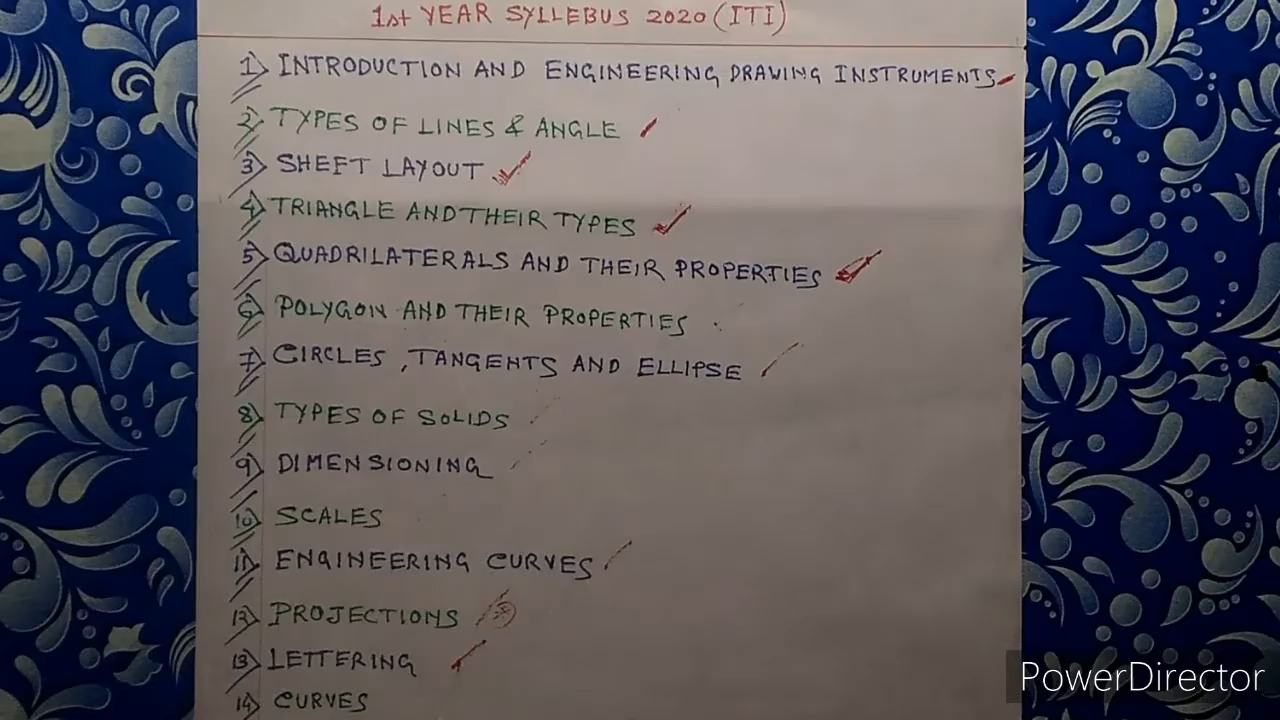 1st YEAR SYLLEBUS 2020 (ITI)
1) INTRODUCTION AND ENGINEERING DRAWING INSTRUMENTS
2) TYPES OF LINES & ANGLE
3) SHEET LAYOUT
4) TRIANGLE AND THEIR TYPES
5) QUADRILATERALS AND THEIR PROPERTIES
6) POLYGON AND THEIR PROPERTIES
7) CIRCLES, TANGENTS AND ELLIPSE
8) TYPES OF SOLIDS
9) DIMENSIONING
10) SCALES
11) ENGINEERING CURVES
12) PROJECTIONS
13) LETTERING
14) CURVES
PowerDirector